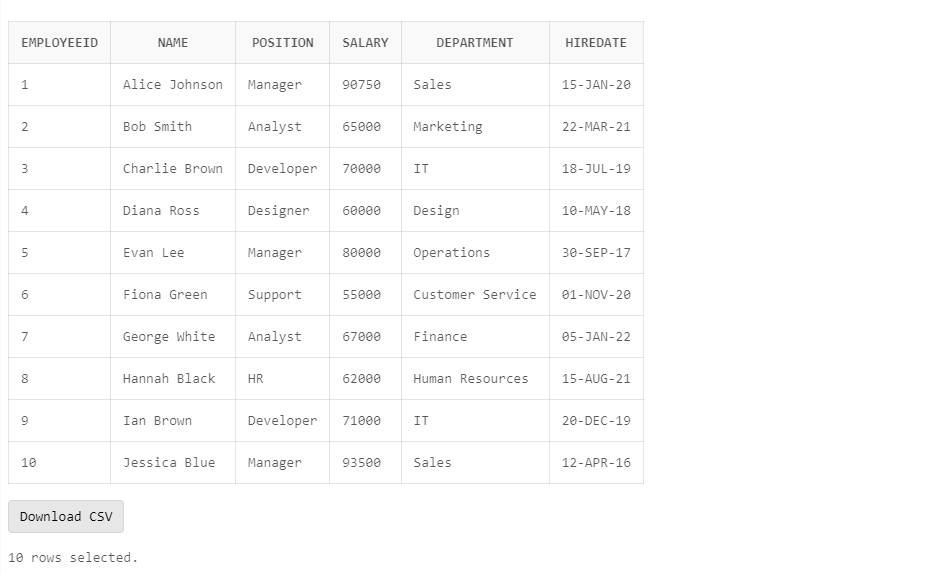 EMPLOYEEID NAME POSITION SALARY DEPARTMENT HIREDATE
1 Alice Johnson Manager 90750 Sales 15-JAN-20
2 Bob Smith Analyst 65000 Marketing 22-MAR-21
3 Charlie Brown Developer 70000 IT 18-JUL-19
4 Diana Ross Designer 60000 Design 10-MAY-18
5 Evan Lee Manager 80000 Operations 30-SEP-17
6 Fiona Green Support 55000 Customer Service 01-NOV-20
7 George White Analyst 67000 Finance 05-JAN-22
8 Hannah Black HR 62000 Human Resources 15-AUG-21
9 Ian Brown Developer 71000 IT 20-DEC-19
10 Jessica Blue Manager 93500 Sales 12-APR-16
Download CSV
10 rows selected.